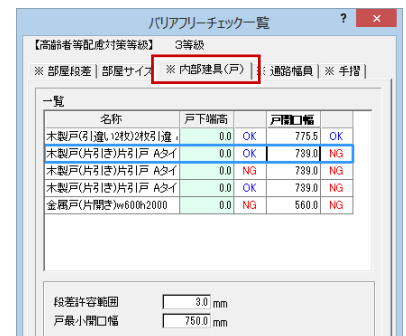 バリアフリーチェック一覧 ? ×
【高齢者等配慮対策等級】 3等級
※ 部屋段差 部屋サイズ ※ 内部建具(戸) ※ 通路幅員 ※ 手摺
一覧
名称 戸下端高 戸開口幅
木製戸(引違い2枚)2枚引違 0.0 OK 775.5 OK
木製戸(片引き)片引戸 Aタイ 0.0 OK 739.0 NG
木製戸(片引き)片引戸 Aタイ 0.0 NG 739.0 NG
木製戸(片引き)片引戸 Aタイ 0.0 OK 739.0 NG
金属戸(片開き)w600h2000 0.0 NG 560.0 NG
段差許容範囲 3.0 mm
戸最小開口幅 750.0 mm